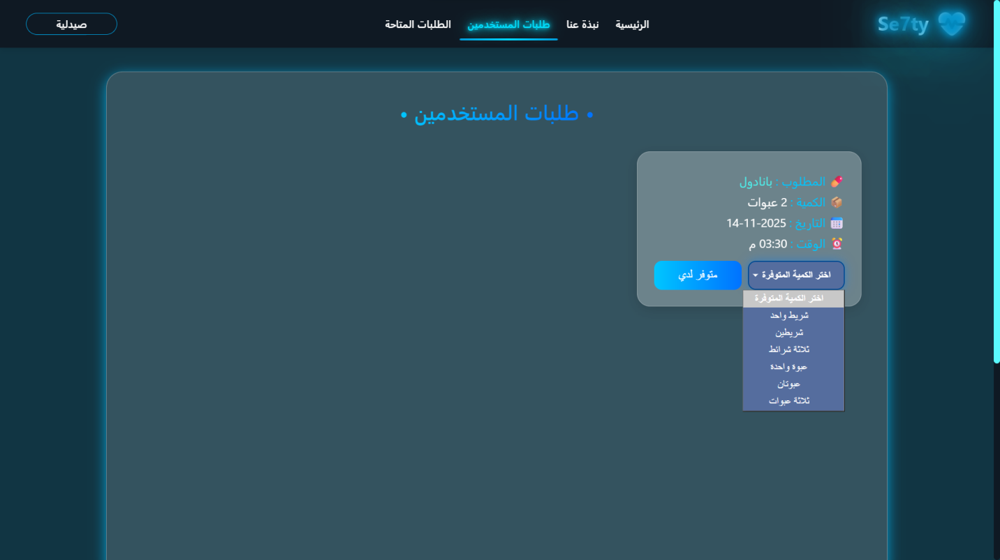 Se7ty
الرئيسية
نبذة عنا
طلبات المستخدمين
الطلبات المتاحة
صيدلية
• طلبات المستخدمين •
المطلوب : بانادول
الكمية : 2 عبوات
التاريخ : 2025-11-14
الوقت : 03:30 م
اختر الكمية المتوفرة
متوفر لدي
اختر الكمية المتوفرة
شريط واحد
شريطين
ثلاثة شرائط
عبوة واحدة
عبوتان
ثلاثة عبوات